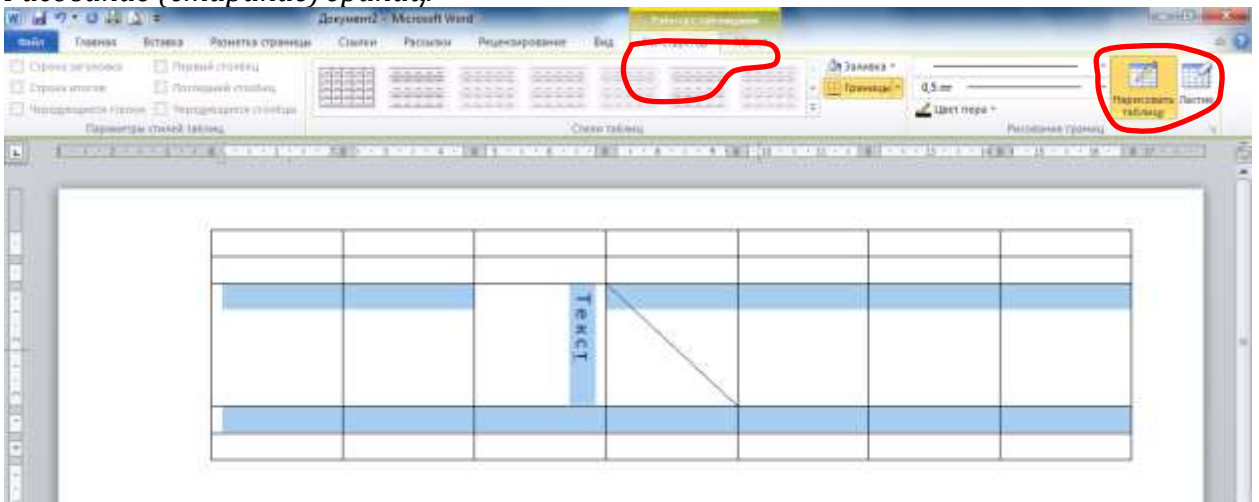 Рисование (стирание) границ.
Документ2 - Microsoft Word
Работа с таблицами
Файл Главная Вставка Разметка страницы Ссылки Рассылки Рецензирование Вид
Строка заголовка Первый столбец
Строка итогов Последний столбец
Чередующиеся строки Чередующиеся столбцы
Заливка
Границы
0,5 пт
Цвет пера
Нарисовать таблицу
Ластик
Параметры стилей таблиц
Стили таблиц
Рисование границ
Текст